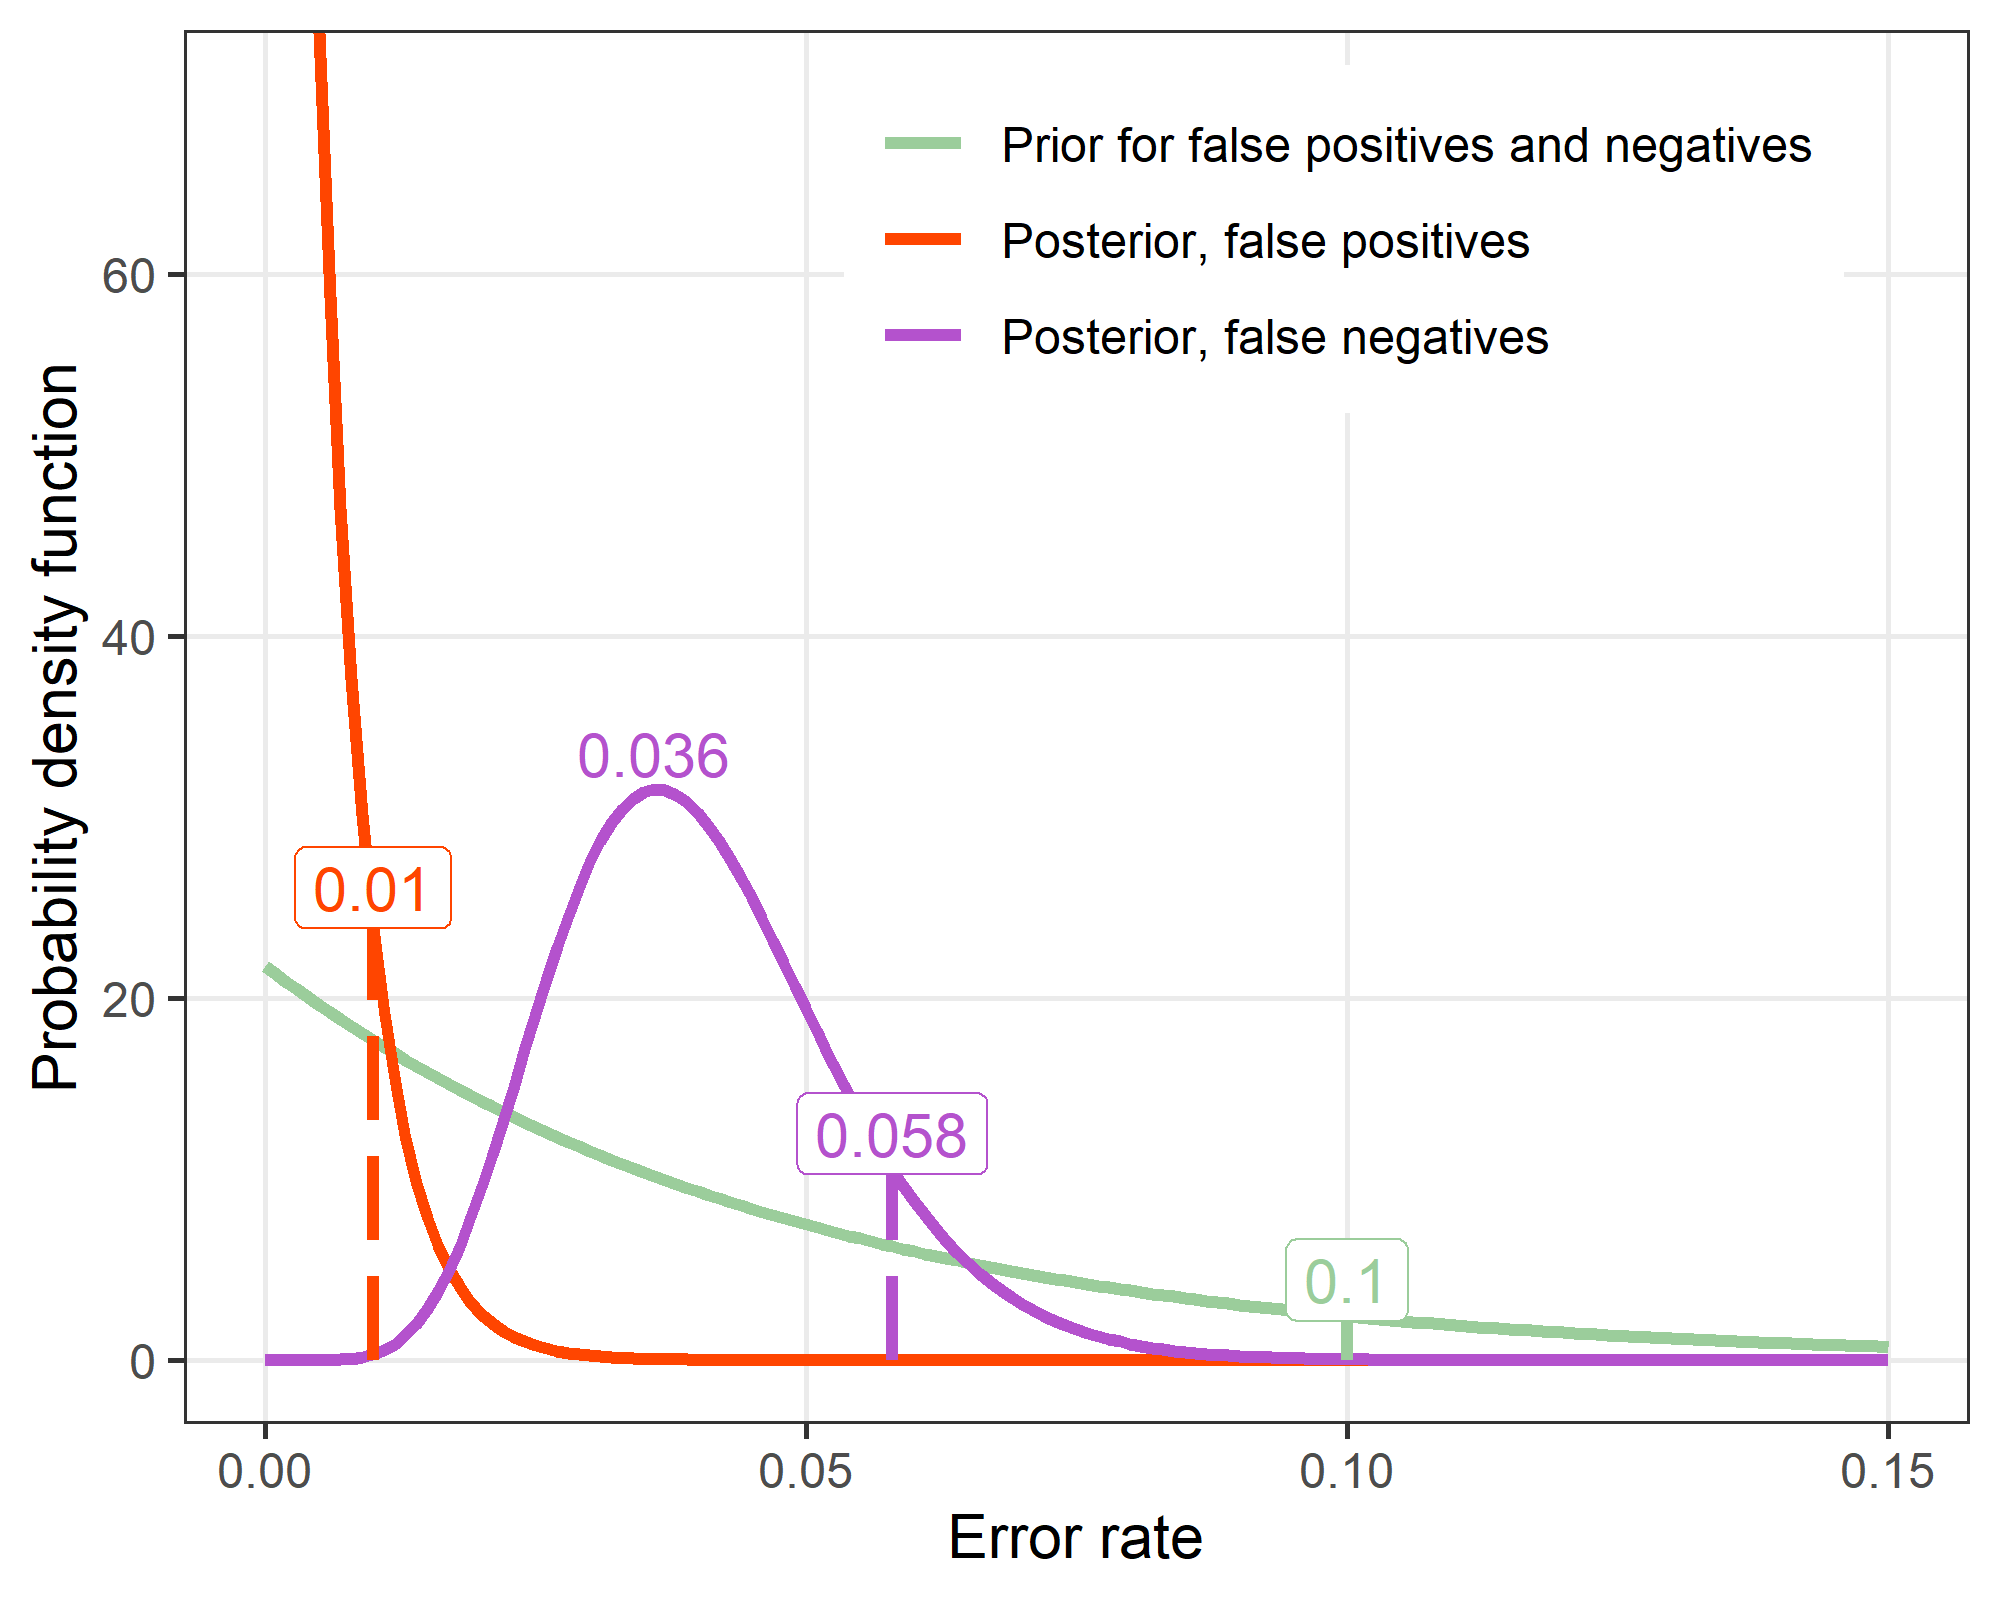 Prior for false positives and negatives
Posterior, false positives
Posterior, false negatives
Probability density function
60
40
20
0
0.036
0.01
0.058
0.1
0.00
0.05
0.10
0.15
Error rate